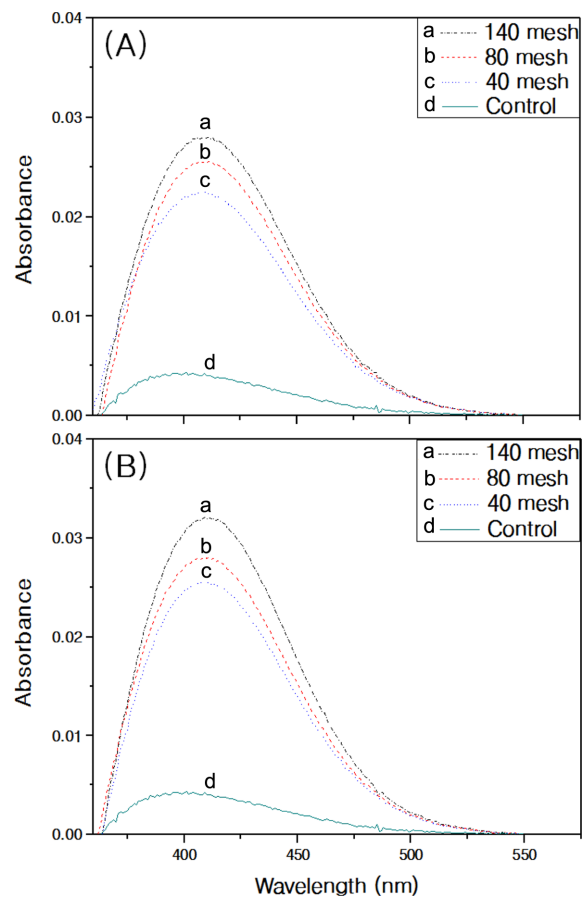 0.04
(A)
a 140 mesh
b 80 mesh
c 40 mesh
d Control
0.03
a
b
c
0.02
Absorbance
0.01
d
0.00
0.04
(B)
a 140 mesh
b 80 mesh
c 40 mesh
d Control
a
0.03
b
c
0.02
Absorbance
0.01
d
0.00
400 450 500 550
Wavelength (nm)